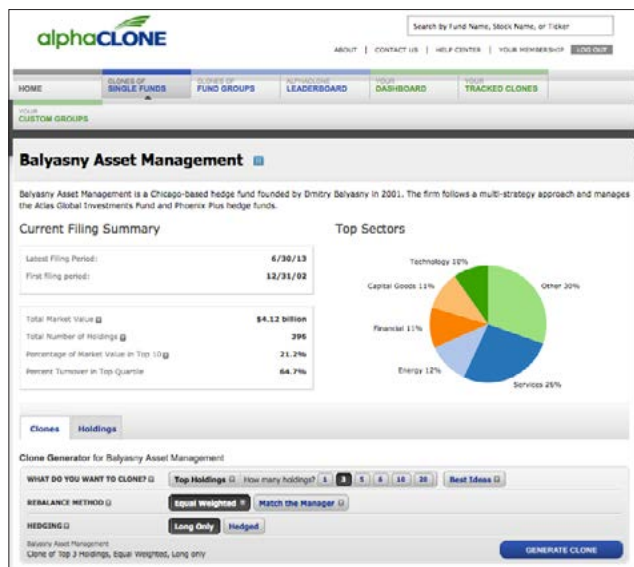 alphaCLONE
Search by Fund Name, Stock Name, or Ticker
ABOUT | CONTACT US | HELP CENTER | YOUR MEMBERSHIP LOG OUT
HOME
CLONES OF
SINGLE FUNDS
CLONES OF
FUND GROUPS
ALPHACLONE
LEADERBOARD
YOUR
DASHBOARD
YOUR
TRACKED CLONES
YOUR
CUSTOM GROUPS
Balyasny Asset Management
Balyasny Asset Management is a Chicago-based hedge fund founded by Dmitry Balyasny in 2001. The firm follows a multi-strategy approach and manages
the Atlas Global Investments Fund and Phoenix Plus hedge funds.
Current Filing Summary
Latest Filing Period: 6/30/13
First filing period: 12/31/02
Total Market Value $4.12 billion
Total Number of Holdings 396
Percentage of Market Value in Top 10 21.2%
Percent Turnover in Top Quartile 64.7%
Top Sectors
Technology 10%
Capital Goods 11%
Other 30%
Financial 11%
Energy 12%
Services 26%
Clones Holdings
Clone Generator for Balyasny Asset Management
WHAT DO YOU WANT TO CLONE? Top Holdings How many holdings? 1 3 5 8 10 20 Best Ideas
REBALANCE METHOD Equal Weighted Match the Manager
HEDGING Long Only Hedged
Balyasny Asset Management
Clone of Top 3 Holdings, Equal Weighted, Long only
GENERATE CLONE